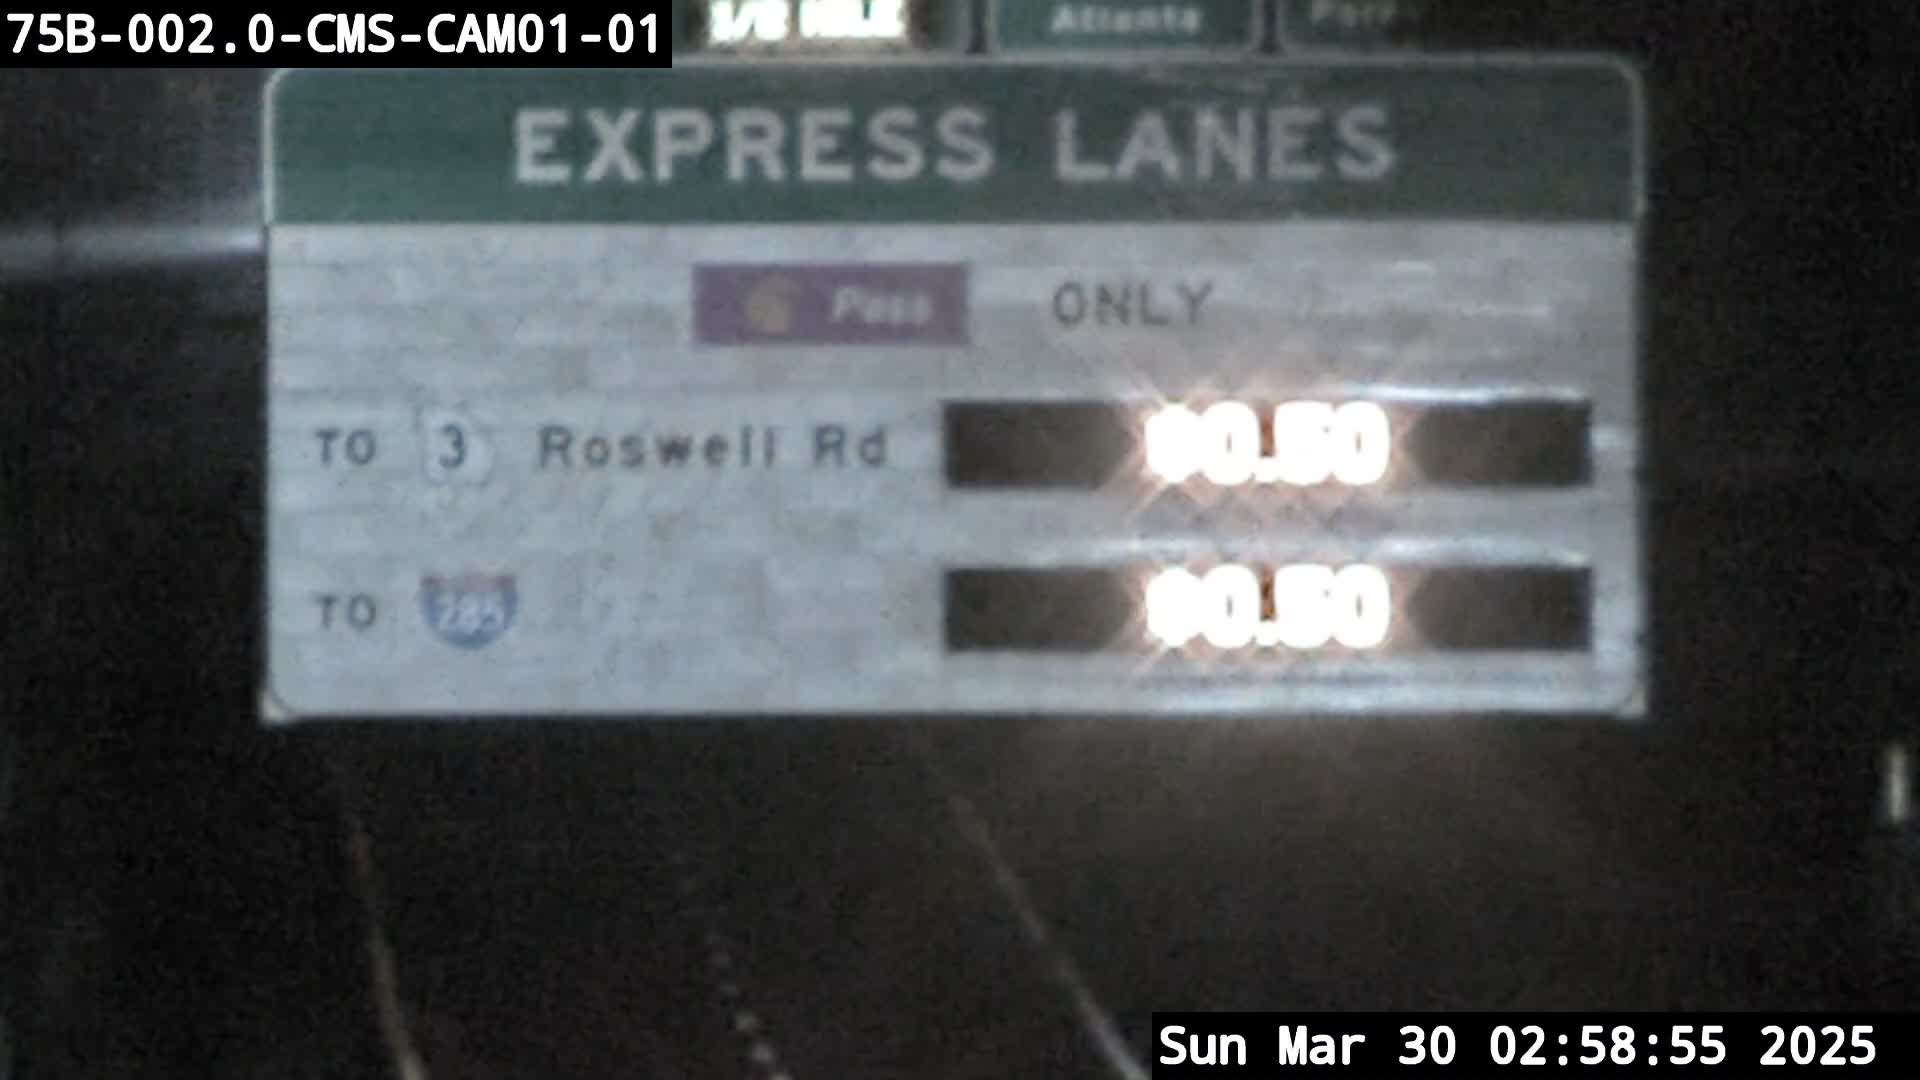 75B-002.0-CMS-CAM01-01
Atlanta
EXPRESS LANES
Pass ONLY
TO 3 Roswell Rd $0.50
TO 285 $0.50
Sun Mar 30 02:58:55 2025